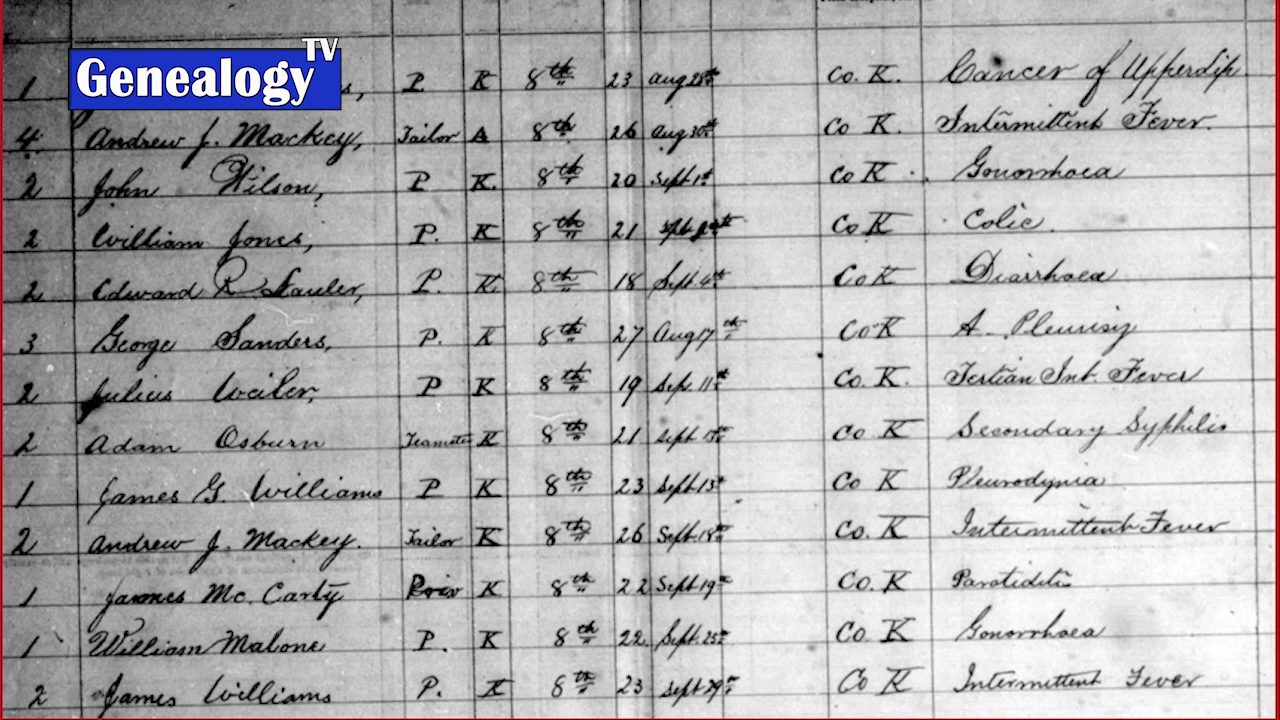 Genealogy TV
1 s, P. K 8th 23 Aug 28th Co. K. Cancer of Upper Lip.
4 Andrew J. Mackey, Tailor A 8th 26 Aug 30th Co K. Intermittent Fever.
2 John Wilson, P K. 8th 20 Sept 1st Co K. Gonorrhoea
2 William Jones, P. K 8th 21 Sept Co K Colic.
2 Edward R P. K 8th 18 Sept. 4th Co K Diarrhoea
3 George Sanders, P. K 8th 27 Aug 17th Co K A. Pleurisy
2 Julius Weiler, P K 8th 19 Sep. 11th Co. K. Tertian Int. Fever
2 Adam Osburn Teamster K 8th 21 Sept Co K Secondary Syphilis
1 James G. Williams P K 8th 23 Sept. 13th Co K Pleurodynia
2 Andrew J. Mackey. Tailor K 8th 26 Sept. 18th Co. K Intermittent Fever
1 James Mc. Carty Priv K 8th 22 Sept. 19th Co. K Parotiditis
1 William Malone P. K 8th 22. Sept. 25th Co. K Gonorrhoea
2 James Williams P. K 8th 23 Sept 29th Co K Intermittent Fever